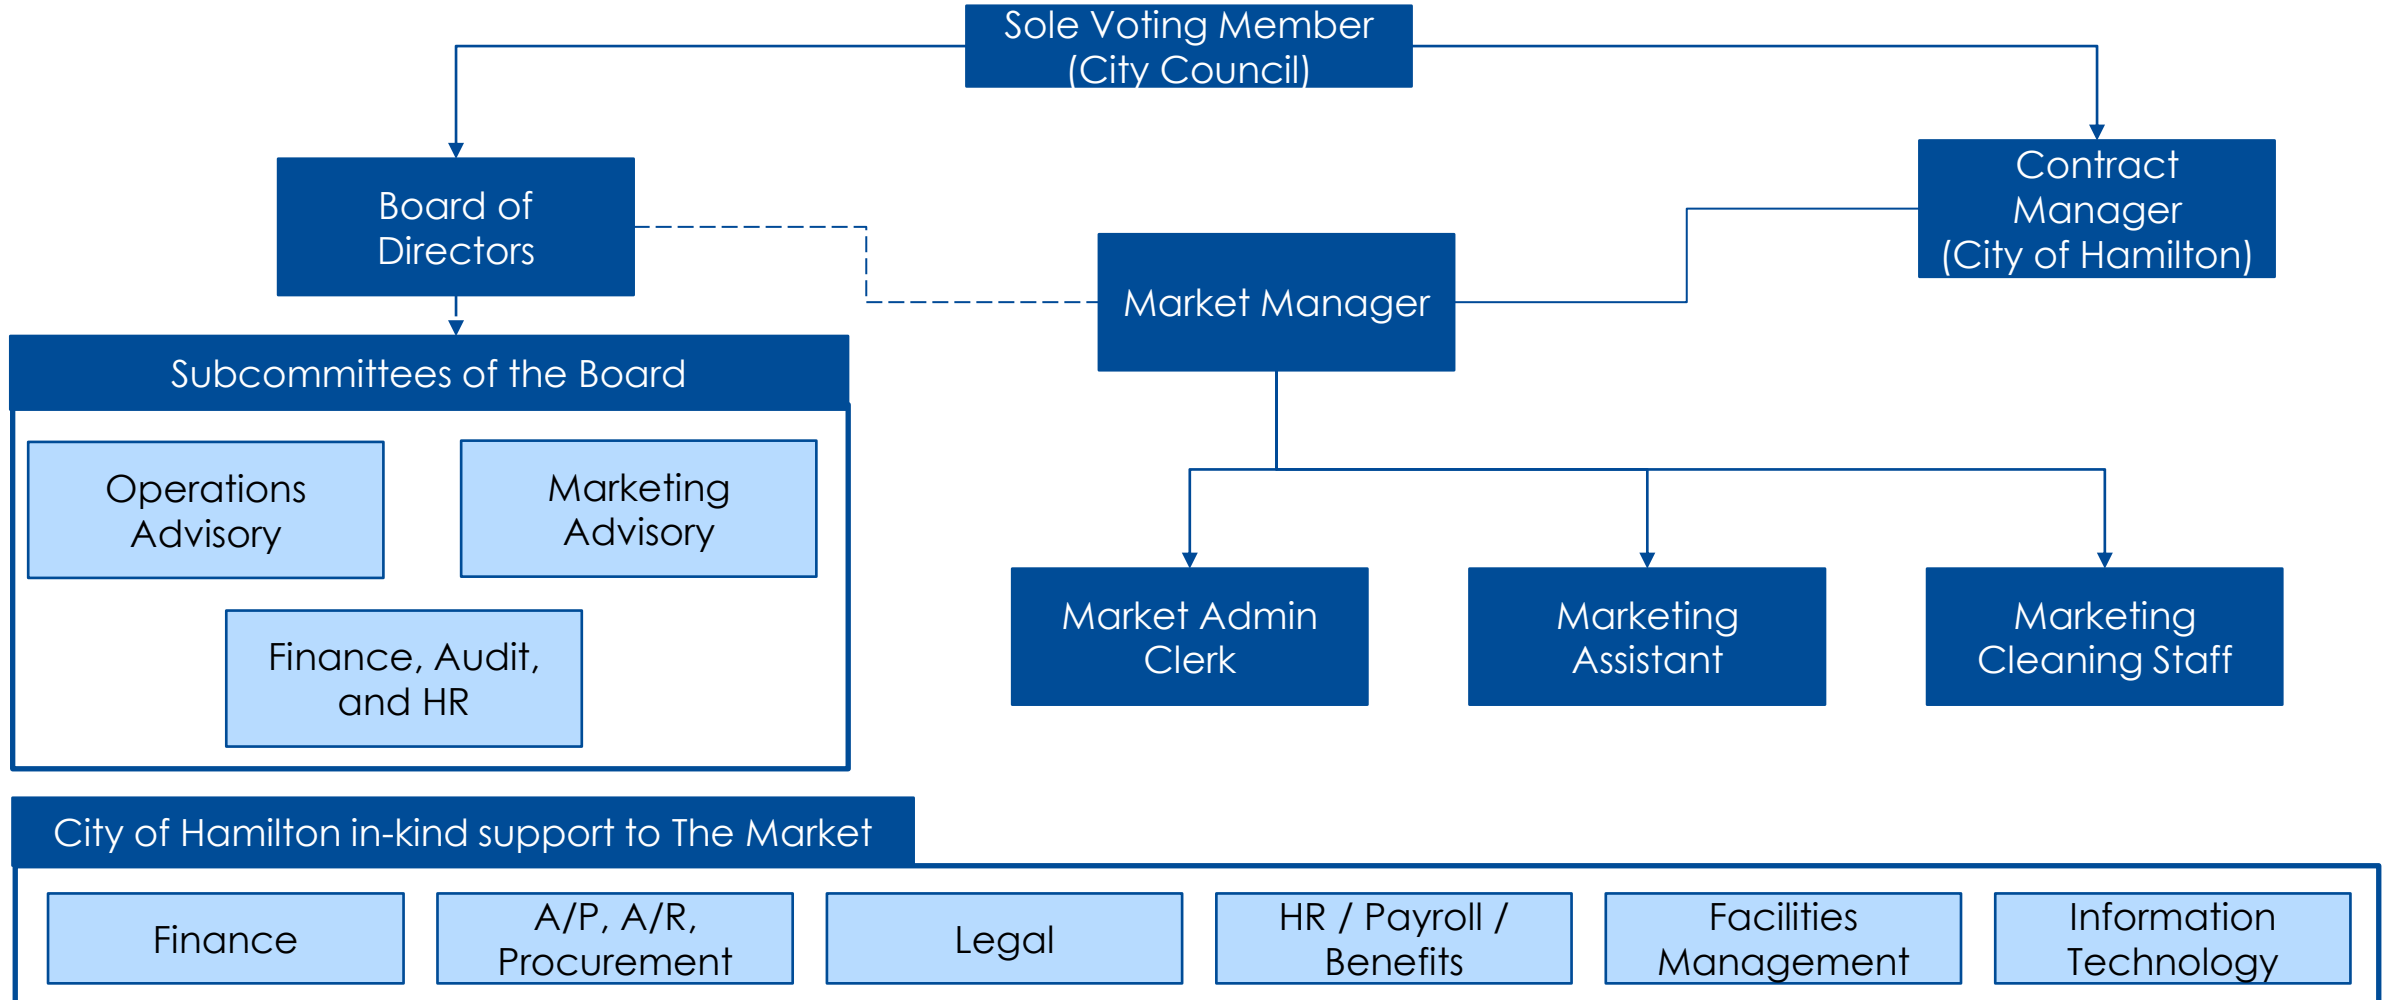 Sole Voting Member
(City Council)
Board of
Directors
Contract
Manager
(City of Hamilton)
Market Manager
Subcommittees of the Board
Operations
Advisory
Marketing
Advisory
Finance, Audit,
and HR
Market Admin
Clerk
Marketing
Assistant
Marketing
Cleaning Staff
City of Hamilton in-kind support to The Market
Finance
A/P, A/R,
Procurement
Legal
HR / Payroll /
Benefits
Facilities
Management
Information
Technology